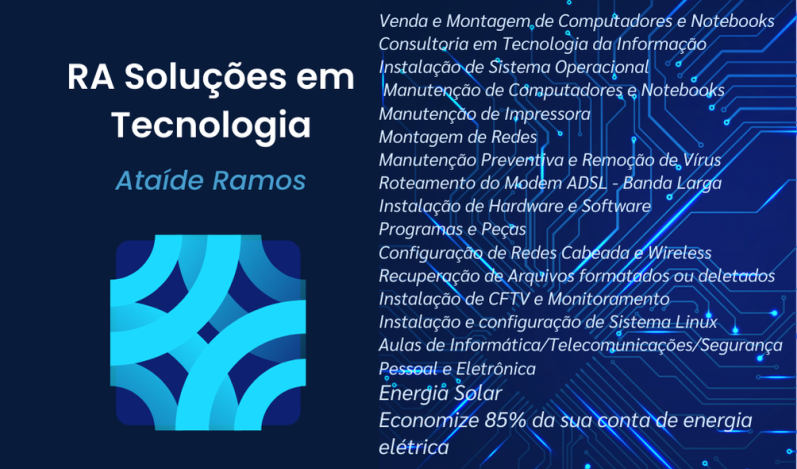 RA Soluções em
Tecnologia
Ataíde Ramos
Venda e Montagem de Computadores e Notebooks
Consultoria em Tecnologia da Informação
Instalação de Sistema Operacional
Manutenção de Computadores e Notebooks
Manutenção de Impressora
Montagem de Redes
Manutenção Preventiva e Remoção de Vírus
Roteamento do Modem ADSL - Banda Larga
Instalação de Hardware e Software
Programas e Peças
Configuração de Redes Cabeada e Wireless
Recuperação de Arquivos formatados ou deletados
Instalação de CFTV e Monitoramento
Instalação e configuração de Sistema Linux
Aulas de Informática/Telecomunicações/Segurança
Pessoal e Eletrônica
Energia Solar
Economize 85% da sua conta de energia
elétrica